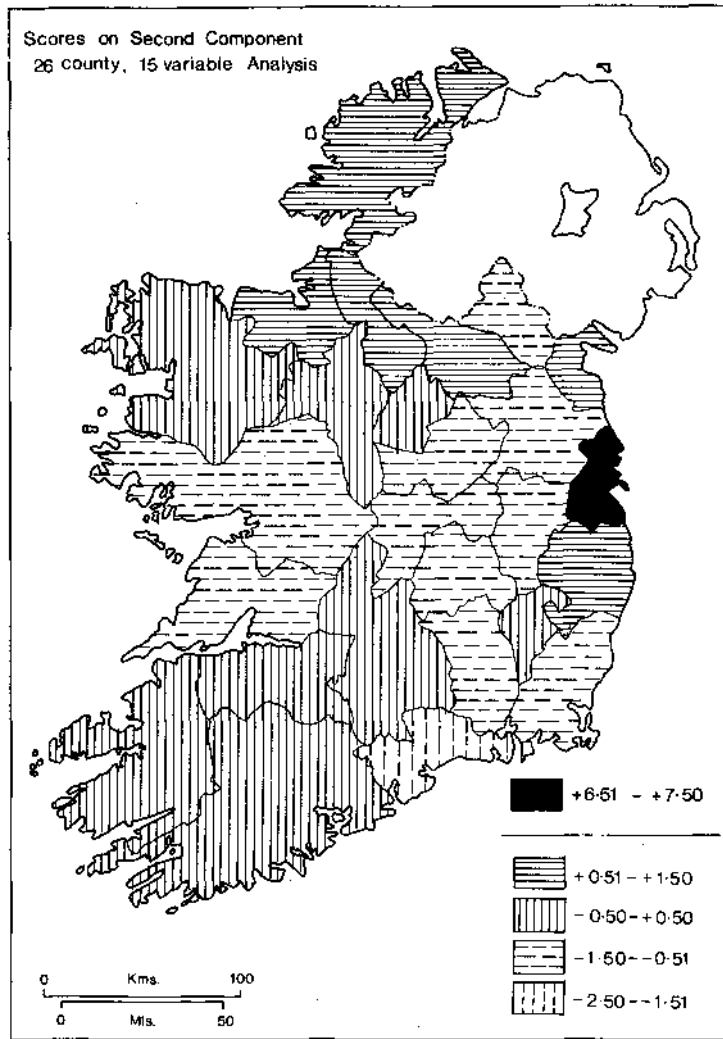 Scores on Second Component
26 county, 15 variable Analysis
+6·51 - +7·50
+0·51 - +1·50
-0·50 - +0·50
-1·50 - -0·51
-2·50 - -1·51
0 Kms. 100
0 Mls. 50